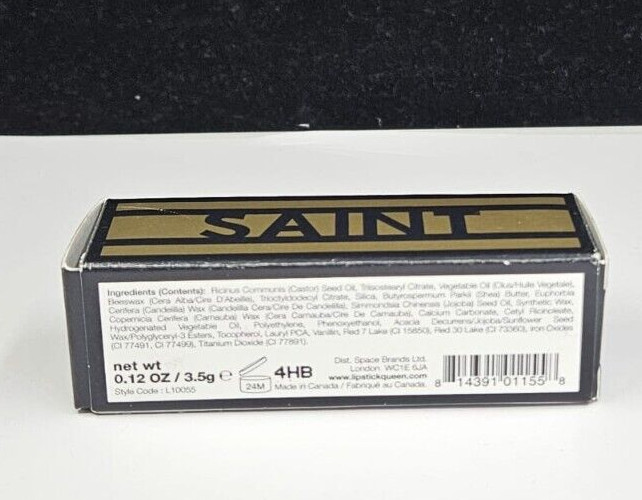 SAINT
Ingredients (Contents): Ricinus Communis (Castor) Seed Oil, Triisostearyl Citrate, Vegetable Oil (Olus/Huile Vegetale),
Beeswax (Cera Alba/Cire D'Abeille), Trioctyldodecyl Citrate, Silica, Butyrospermum Parkii (Shea) Butter, Euphorbia
Cerifera (Candelilla) Wax (Candelilla Cera/Cire De Candelilla), Simmondsia Chinensis (Jojoba) Seed Oil, Synthetic Wax,
Copernicia Cerifera (Carnauba) Wax (Cera Carnauba/Cire De Carnauba), Calcium Carbonate, Cetyl Ricinoleate,
Hydrogenated Vegetable Oil, Polyethylene, Phenoxyethanol, Acacia Decurrens/Jojoba/Sunflower Seed
Wax/Polyglyceryl-3 Esters, Tocopherol, Lauryl PCA, Vanillin, Red 7 Lake (CI 15850), Red 30 Lake (CI 73360), Iron Oxides
(CI 77491, CI 77499), Titanium Dioxide (CI 77891).
net wt
0.12 OZ / 3.5g ℮
Style Code : L10055
24M
4HB
Dist. Space Brands Ltd.
London: WC1E 6JA
www.lipstickqueen.com
Made in Canada / Fabriqué au Canada.
8 14391 01155 8